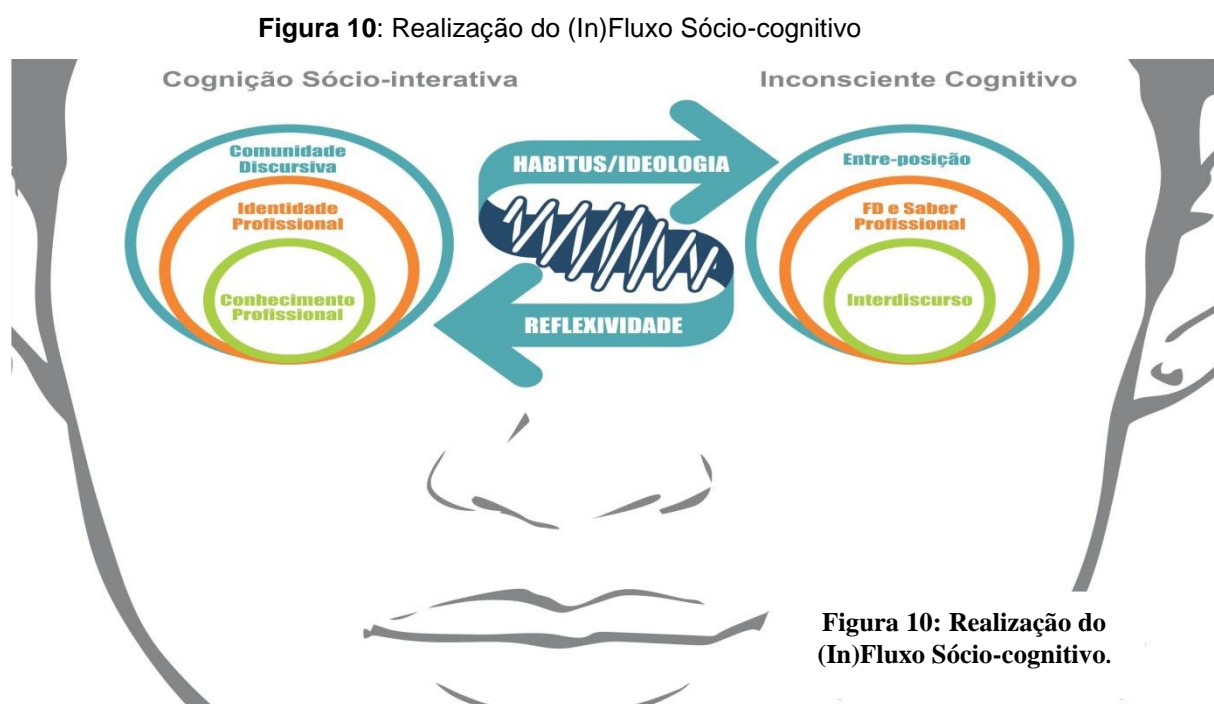 Figura 10: Realização do (In)Fluxo Sócio-cognitivo
Cognição Sócio-interativa
Inconsciente Cognitivo
Comunidade
Discursiva
Identidade
Profissional
Conhecimento
Profissional
HABITUS/IDEOLOGIA
REFLEXIVIDADE
Entre-posição
FD e Saber
Profissional
Interdiscurso
Figura 10: Realização do
(In)Fluxo Sócio-cognitivo.